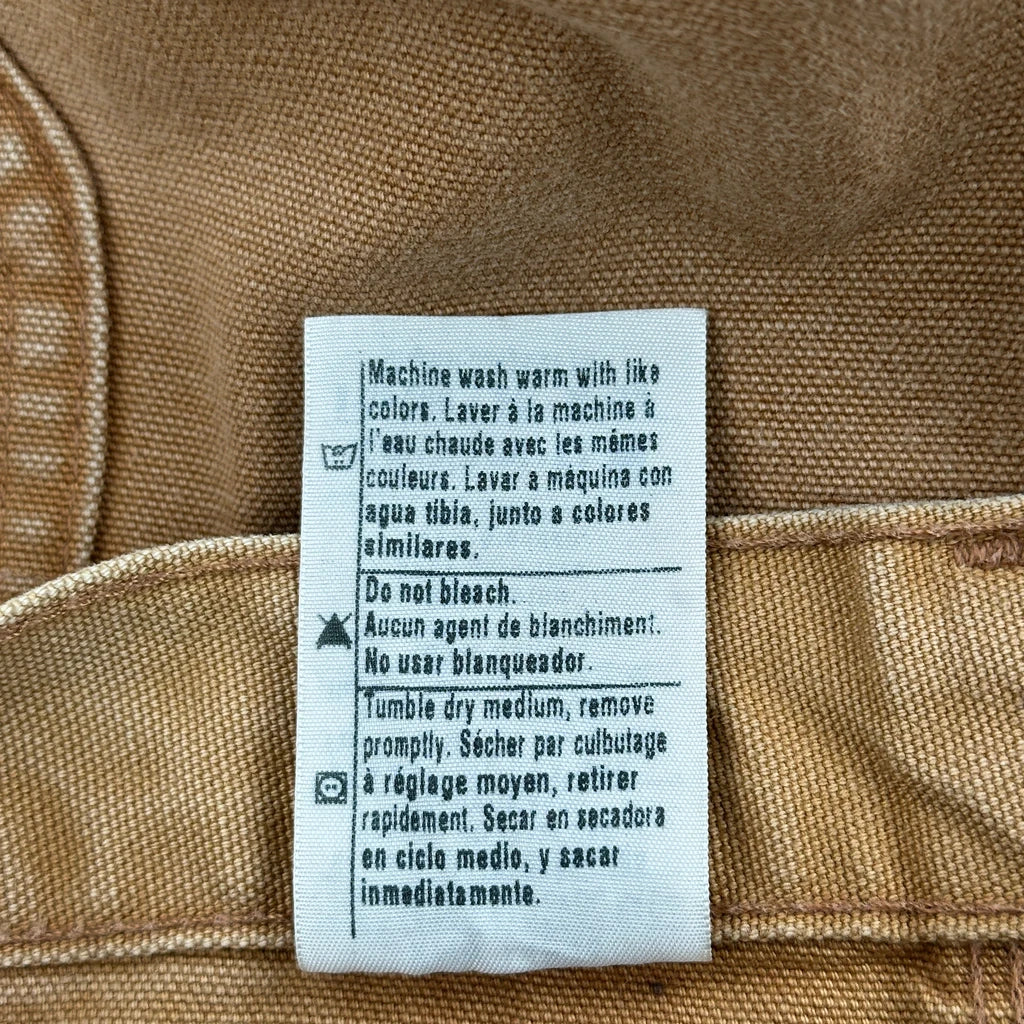 Machine wash warm with like
colors. Laver à la machine à
l'eau chaude avec les mêmes
couleurs. Lavar a máquina con
agua tibia, junto a colores
similares.
Do not bleach.
Aucun agent de blanchiment.
No usar blanqueador.
Tumble dry medium, remove
promptly. Sécher par culbutage
à réglage moyen, retirer
rapidement. Secar en secadora
en ciclo medio, y sacar
inmediatamente.